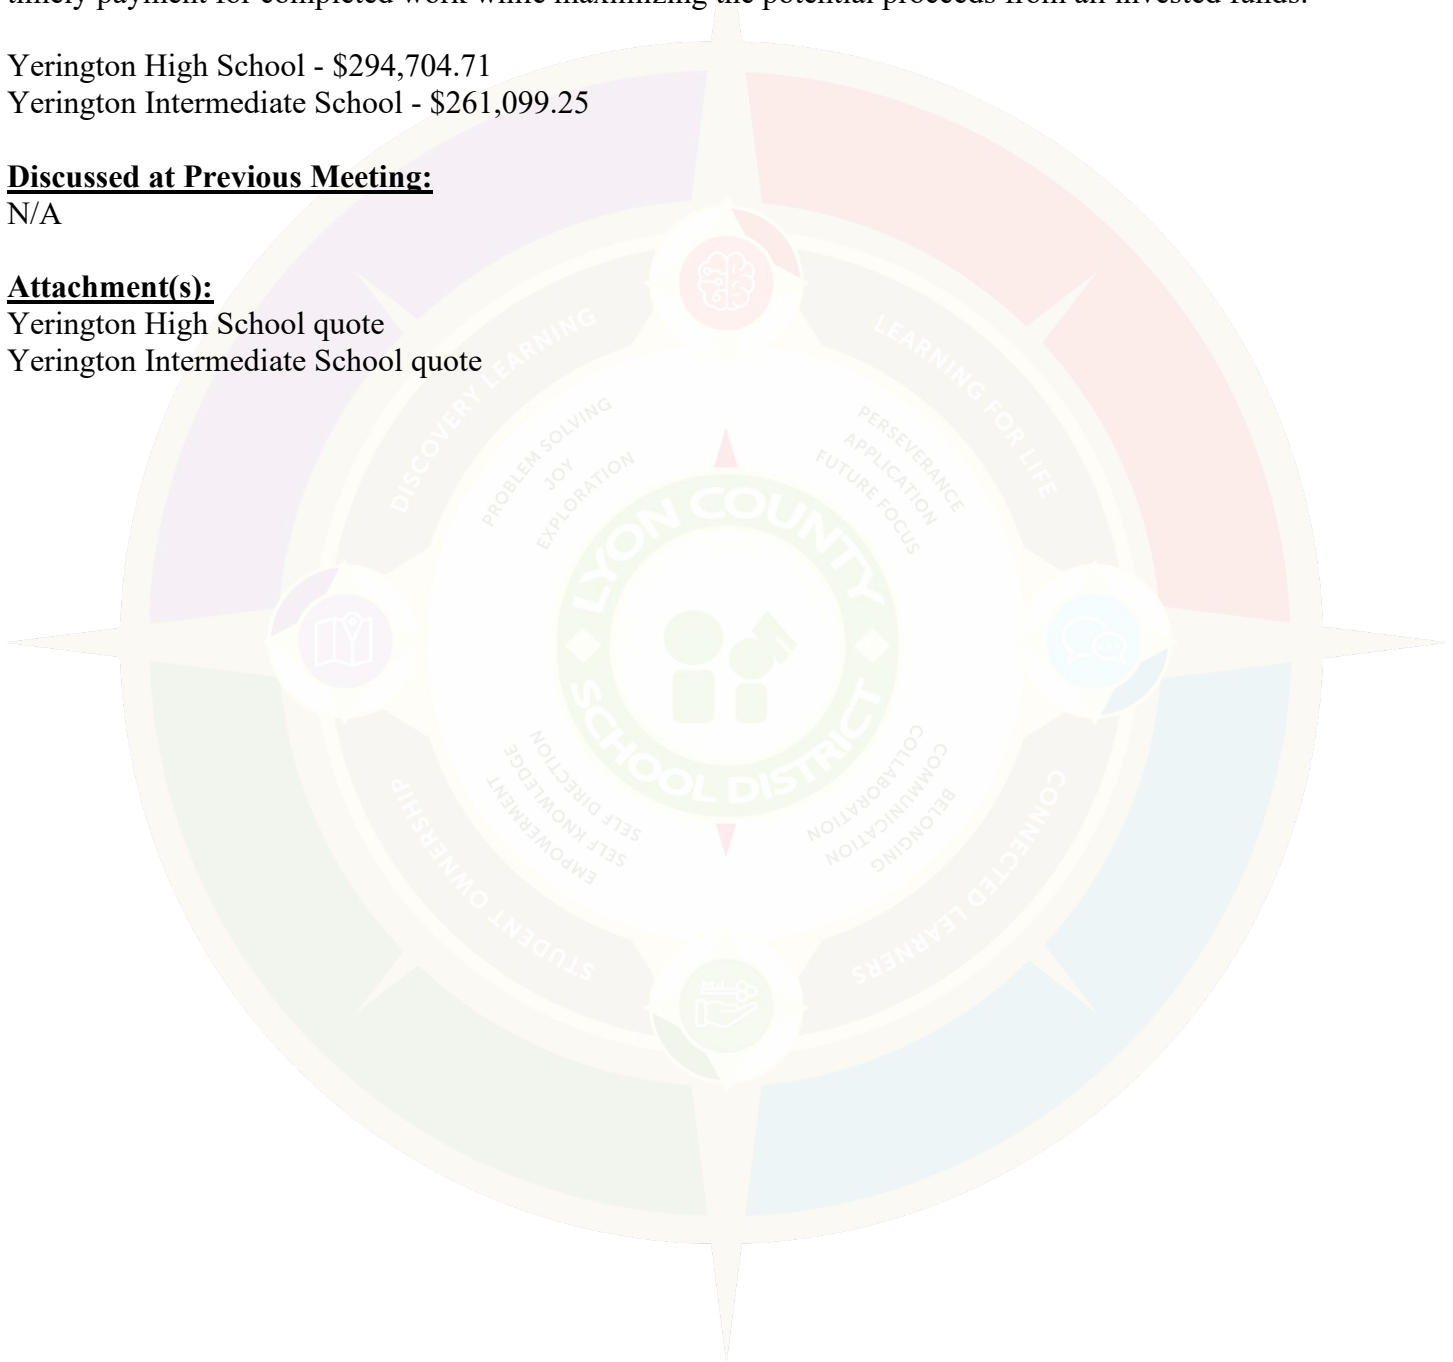 timely payment for completed work while maximizing the potential proceeds from all invested funds.
Yerington High School - $294,704.71
Yerington Intermediate School - $261,099.25
Discussed at Previous Meeting:
N/A
Attachment(s):
Yerington High School quote
Yerington Intermediate School quote
DISCOVERY LEARNING
LEARNING FOR LIFE
PROBLEM SOLVING
JOY
EXPLORATION
PERSEVERANCE
APPLICATION
FUTURE FOCUS
LYON COUNTY
SCHOOL DISTRICT
SELF DIRECTION
SELF KNOWLEDGE
EMPOWERMENT
COLLABORATION
COMMUNICATION
BELONGING
STUDENT OWNERSHIP
CONNECTED LEARNERS